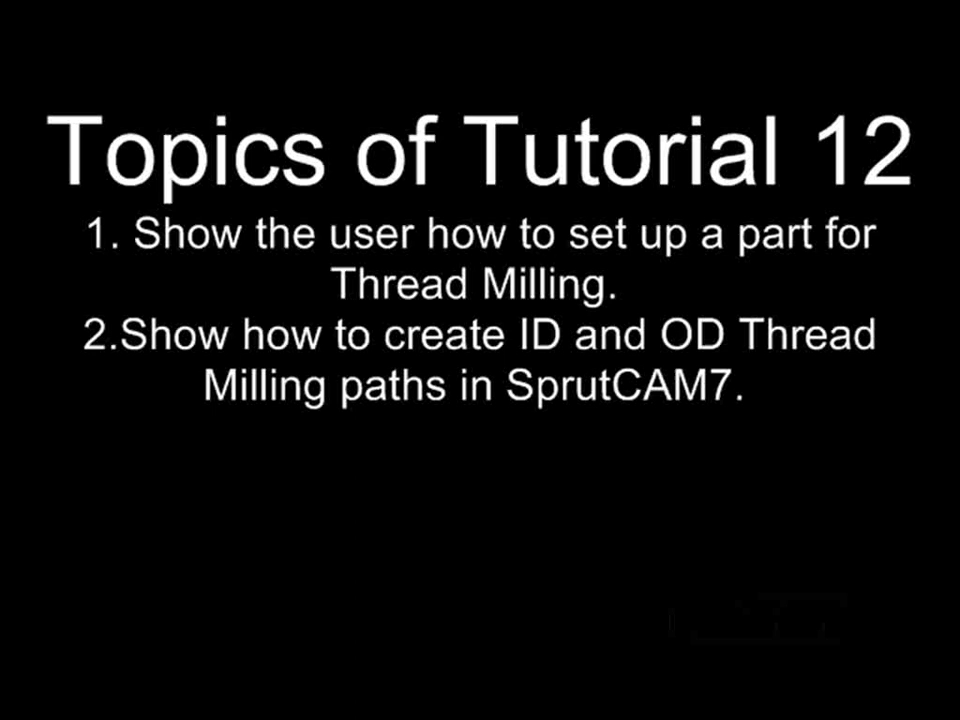 Topics of Tutorial 12
1. Show the user how to set up a part for
Thread Milling.
2.Show how to create ID and OD Thread
Milling paths in SprutCAM7.